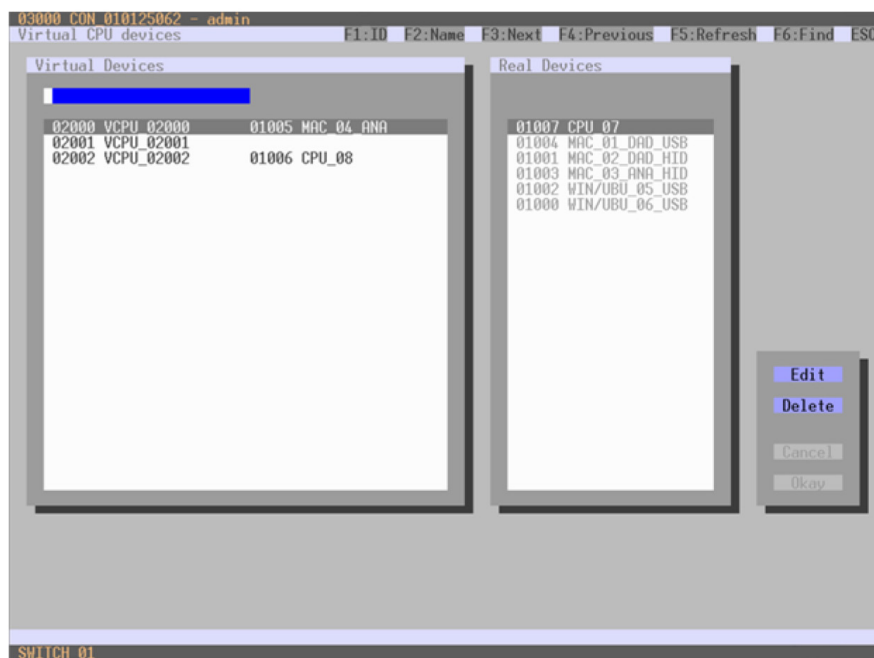 03000 CON_010125062 - admin
Virtual CPU devices F1:ID F2:Name F3:Next F4:Previous F5:Refresh F6:Find ESC
Virtual Devices
02000 VCPU_02000 01005 MAC_04_ANA
02001 VCPU_02001
02002 VCPU_02002 01006 CPU_08
Real Devices
01007 CPU_07
01004 MAC_01_DAD_USB
01001 MAC_02_DAD_HID
01003 MAC_03_ANA_HID
01002 WIN/UBU_05_USB
01000 WIN/UBU_06_USB
Edit
Delete
Cancel
Okay
SWITCH_01